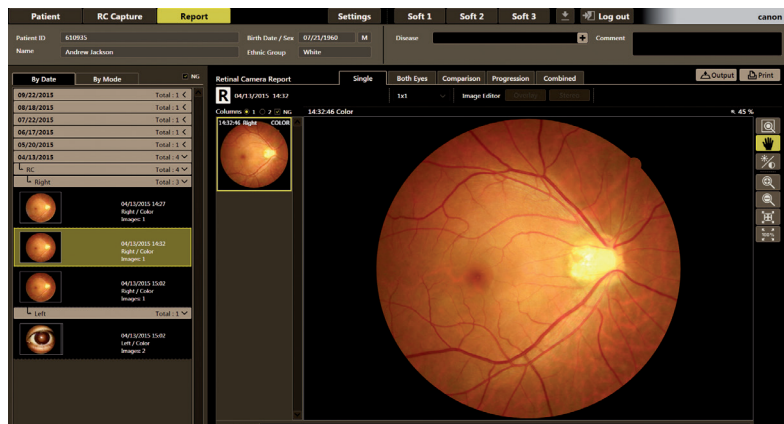 Patient RC Capture Report Settings Soft 1 Soft 2 Soft 3 Log out canon
Patient ID 610935 Birth Date / Sex 07/21/1960 M Disease Comment
Name Andrew Jackson Ethnic Group White
By Date By Mode NG
Retinal Camera Report Single Both Eyes Comparison Progression Combined Output Print
R 04/13/2015 14:32 1x1 Image Editor
Columns 1 2 NG 14:32:46 Color 45 %
14:32:46 Right COLOR
09/22/2015 Total : 1
08/18/2015 Total : 1
07/22/2015 Total : 1
06/17/2015 Total : 1
05/20/2015 Total : 1
04/13/2015 Total : 4
RC Total : 4
Right Total : 3
04/13/2015 14:27
Right / Color
Images: 1
04/13/2015 14:32
Right / Color
Images: 1
04/13/2015 15:02
Right / Color
Images: 1
Left Total : 1
04/13/2015 15:02
Left / Color
Images: 2
100%